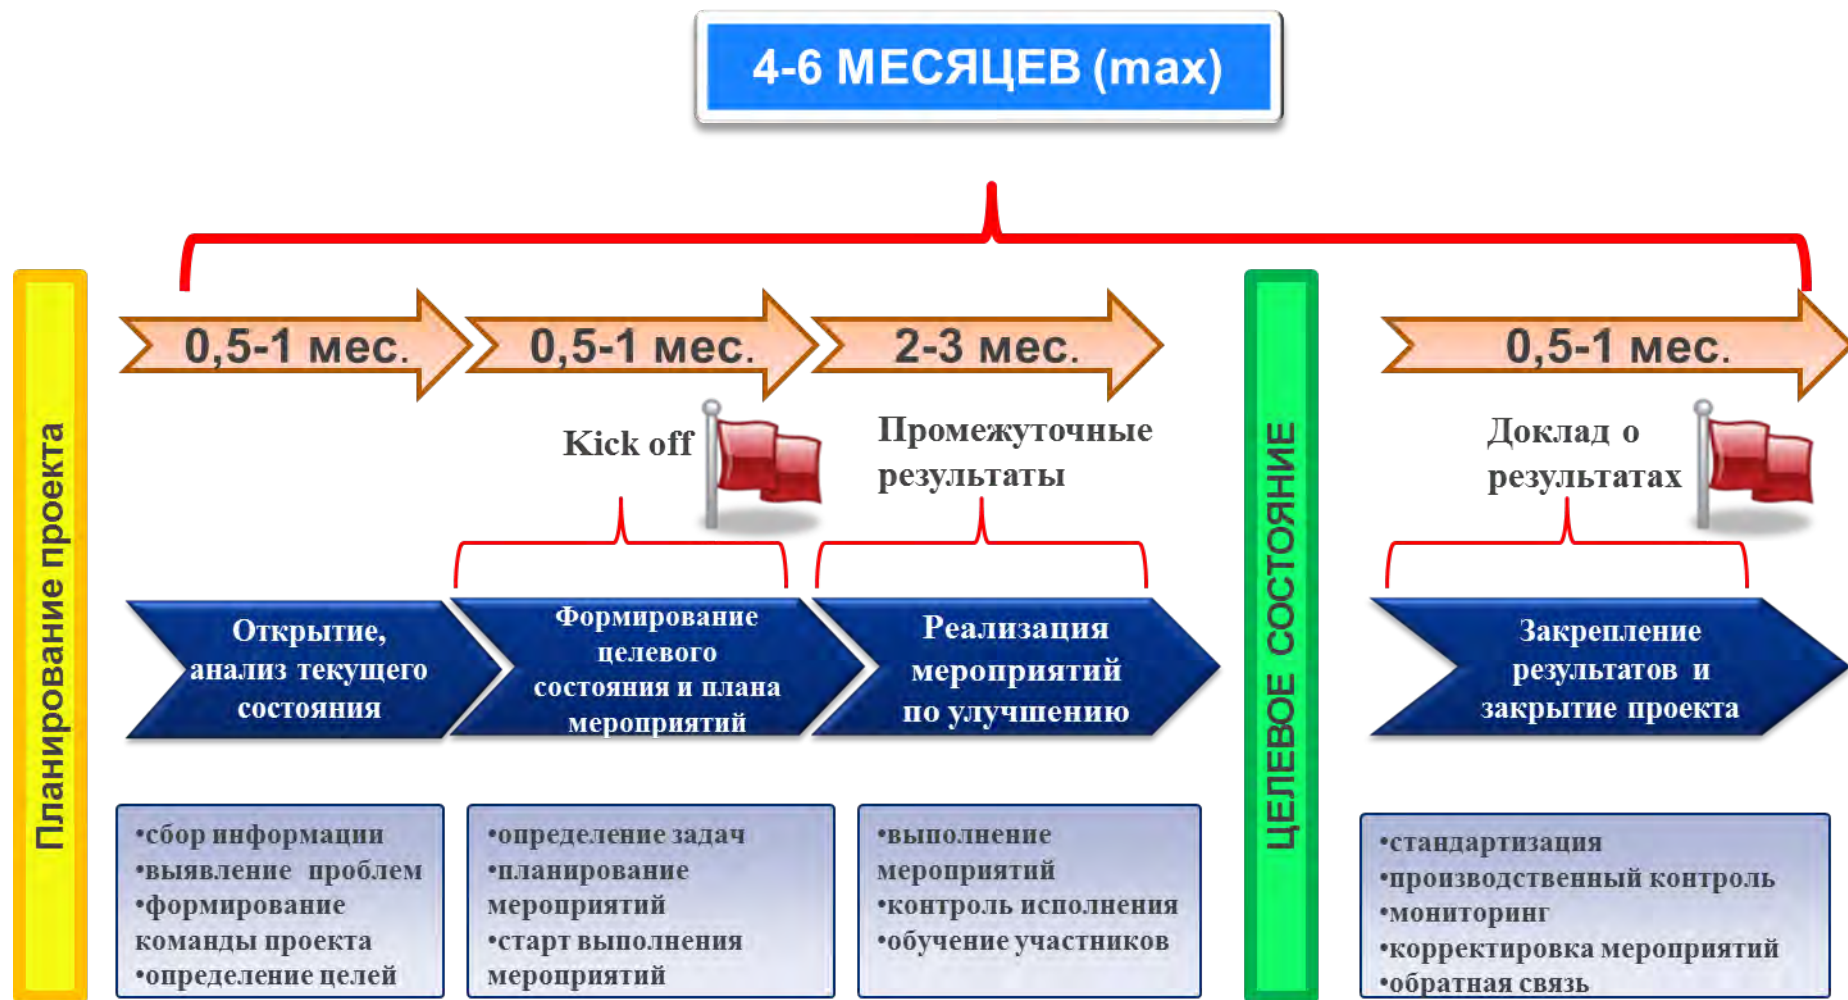 4-6 МЕСЯЦЕВ (max)
Планирование проекта
0,5-1 мес.
0,5-1 мес.
2-3 мес.
0,5-1 мес.
Kick off
Промежуточные
результаты
ЦЕЛЕВОЕ СОСТОЯНИЕ
Доклад о
результатах
Открытие,
анализ текущего
состояния
Формирование
целевого
состояния и плана
мероприятий
Реализация
мероприятий
по улучшению
Закрепление
результатов и
закрытие проекта
•сбор информации
•выявление проблем
•формирование
команды проекта
•определение целей
•определение задач
•планирование
мероприятий
•старт выполнения
мероприятий
•выполнение
мероприятий
•контроль исполнения
•обучение участников
•стандартизация
•производственный контроль
•мониторинг
•корректировка мероприятий
•обратная связь